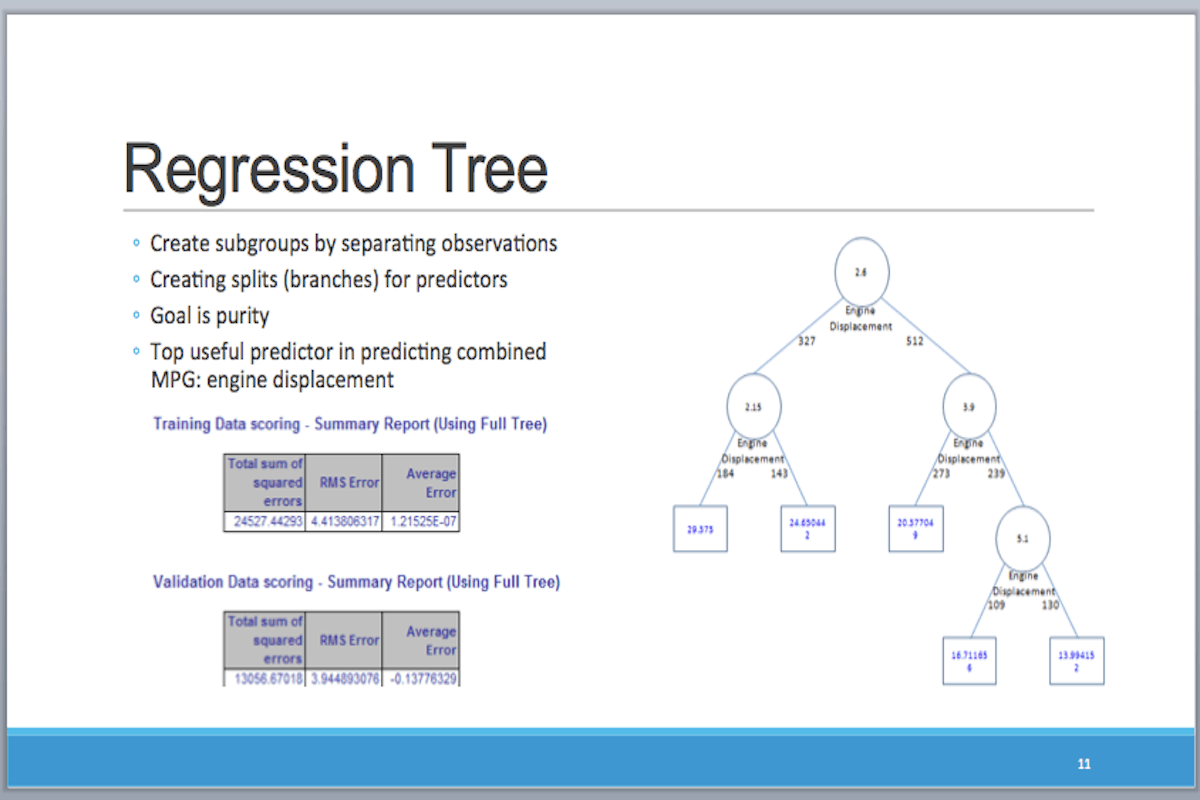 Regression Tree
Create subgroups by separating observations
Creating splits (branches) for predictors
Goal is purity
Top useful predictor in predicting combined
MPG: engine displacement
Training Data scoring - Summary Report (Using Full Tree)
Total sum of squared errors RMS Error Average Error
24527.44293 4.413806317 1.21525E-07
Validation Data scoring - Summary Report (Using Full Tree)
Total sum of squared errors RMS Error Average Error
13056.67018 3.944893076 -0.13776329
2.6
Engine
Displacement
327 512
2.15 3.9
Engine Engine
Displacement Displacement
184 143 273 239
29.375 24.65044 20.37704
2 9
5.1
Engine
Displacement
109 130
16.71165 13.99415
6 2
11